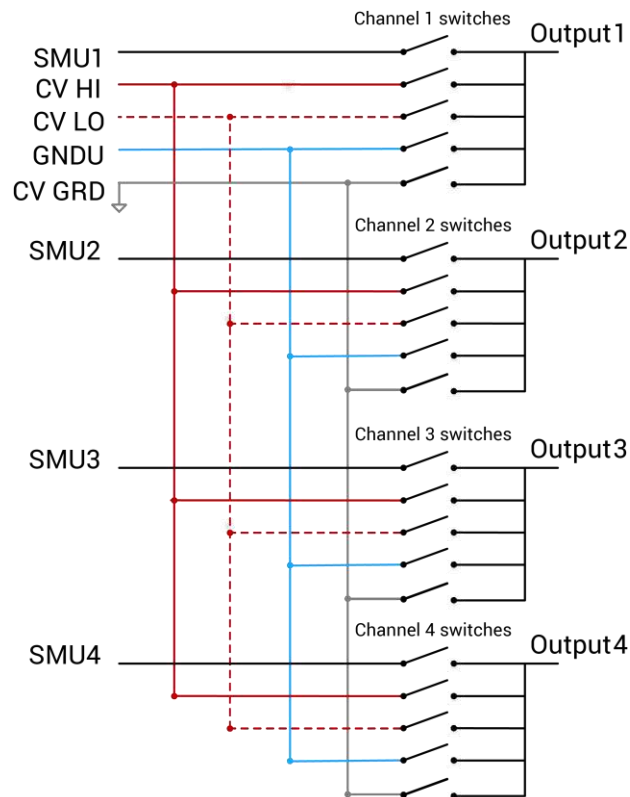 Channel 1 switches
SMU1
Output1
CV HI
CV LO
GNDU
CV GRD
Channel 2 switches
SMU2
Output2
Channel 3 switches
SMU3
Output3
Channel 4 switches
SMU4
Output4